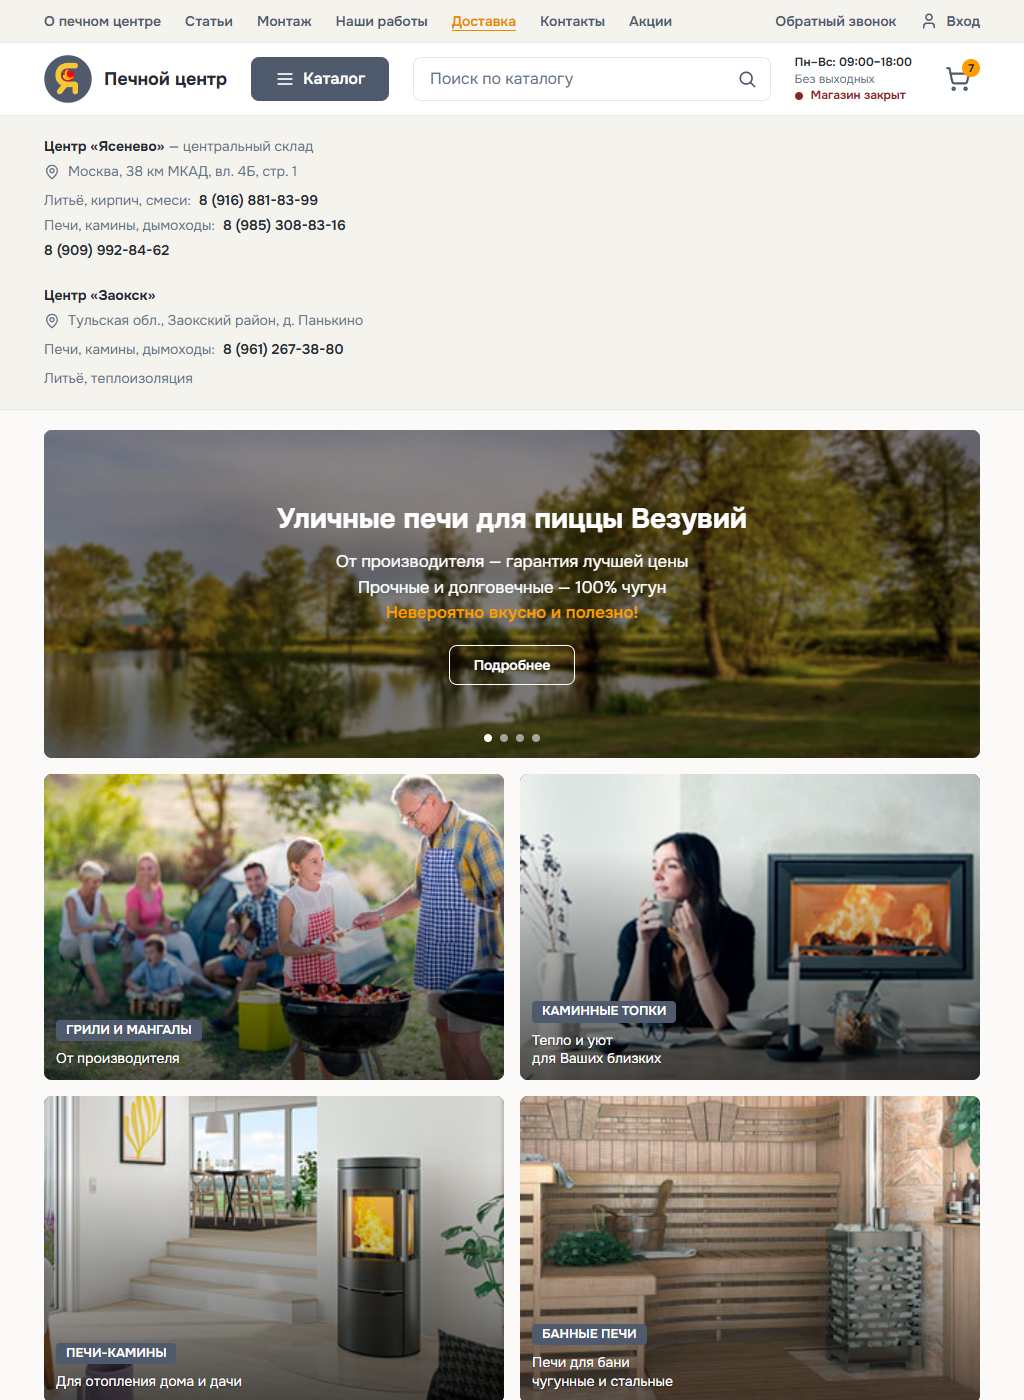 О печном центре Статьи Монтаж Наши работы Доставка Контакты Акции Обратный звонок Вход
Печной центр Каталог Поиск по каталогу
Пн–Вс: 09:00–18:00
Без выходных
Магазин закрыт
7
Центр «Ясенево» — центральный склад
Москва, 38 км МКАД, вл. 4Б, стр. 1
Литьё, кирпич, смеси: 8 (916) 881-83-99
Печи, камины, дымоходы: 8 (985) 308-83-16
8 (909) 992-84-62
Центр «Заокск»
Тульская обл., Заокский район, д. Панькино
Печи, камины, дымоходы: 8 (961) 267-38-80
Литьё, теплоизоляция
Уличные печи для пиццы Везувий
От производителя — гарантия лучшей цены
Прочные и долговечные — 100% чугун
Невероятно вкусно и полезно!
Подробнее
ГРИЛИ И МАНГАЛЫ
От производителя
КАМИННЫЕ ТОПКИ
Тепло и уют
для Ваших близких
ПЕЧИ-КАМИНЫ
Для отопления дома и дачи
БАННЫЕ ПЕЧИ
Печи для бани
чугунные и стальные